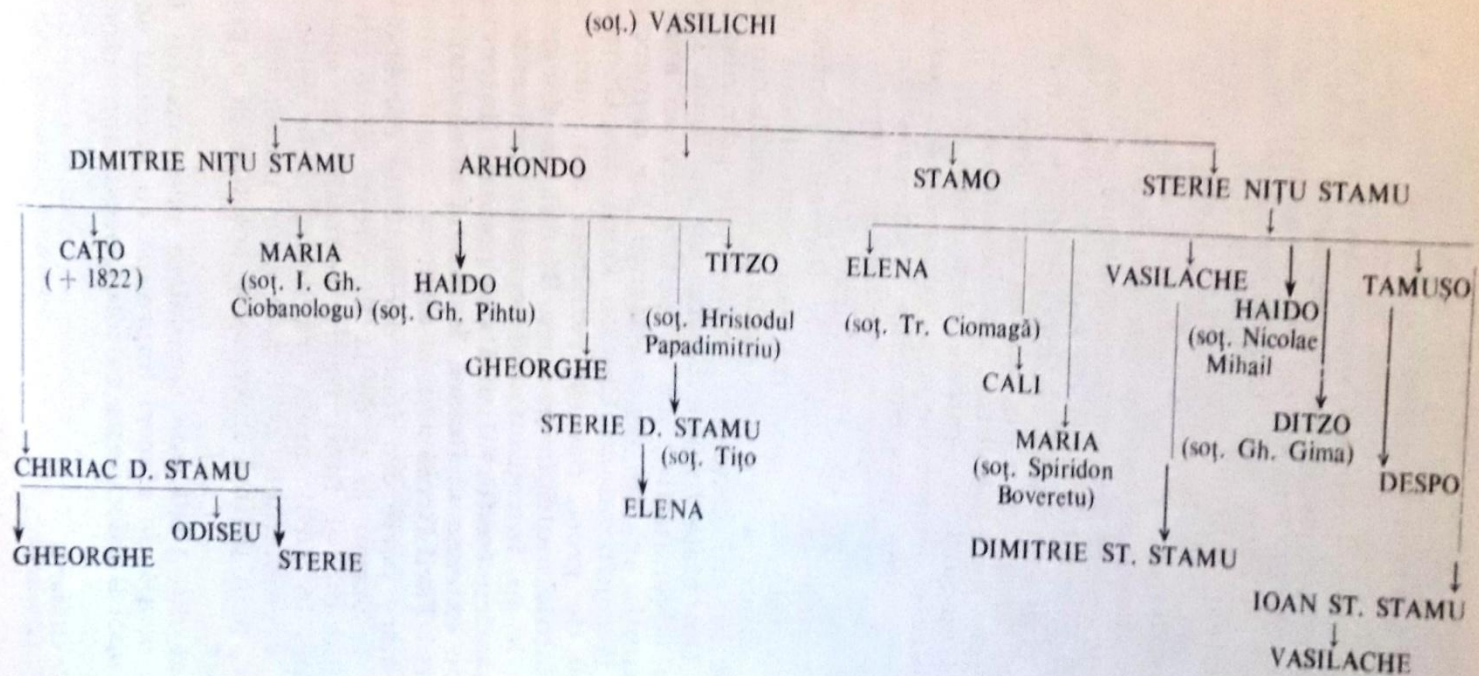 (soţ.) VASILICHI
DIMITRIE NIŢU STAMU
ARHONDO
STAMO
STERIE NIŢU STAMU
CAŢO
(+ 1822)
MARIA
(soţ. I. Gh.
Ciobanologu)
HAIDO
(soţ. Gh. Pihtu)
GHEORGHE
TITZO
(soţ. Hristodul
Papadimitriu)
STERIE D. STAMU
(soţ. Tiţo
ELENA
CHIRIAC D. STAMU
GHEORGHE
ODISEU
STERIE
ELENA
(soţ. Tr. Ciomagă)
CALI
MARIA
(soţ. Spiridon
Boveretu)
VASILACHE
DIMITRIE ST. STAMU
HAIDO
(soţ. Nicolae
Mihail
DITZO
(soţ. Gh. Gima)
TAMUŞO
DESPO
IOAN ST. STAMU
VASILACHE